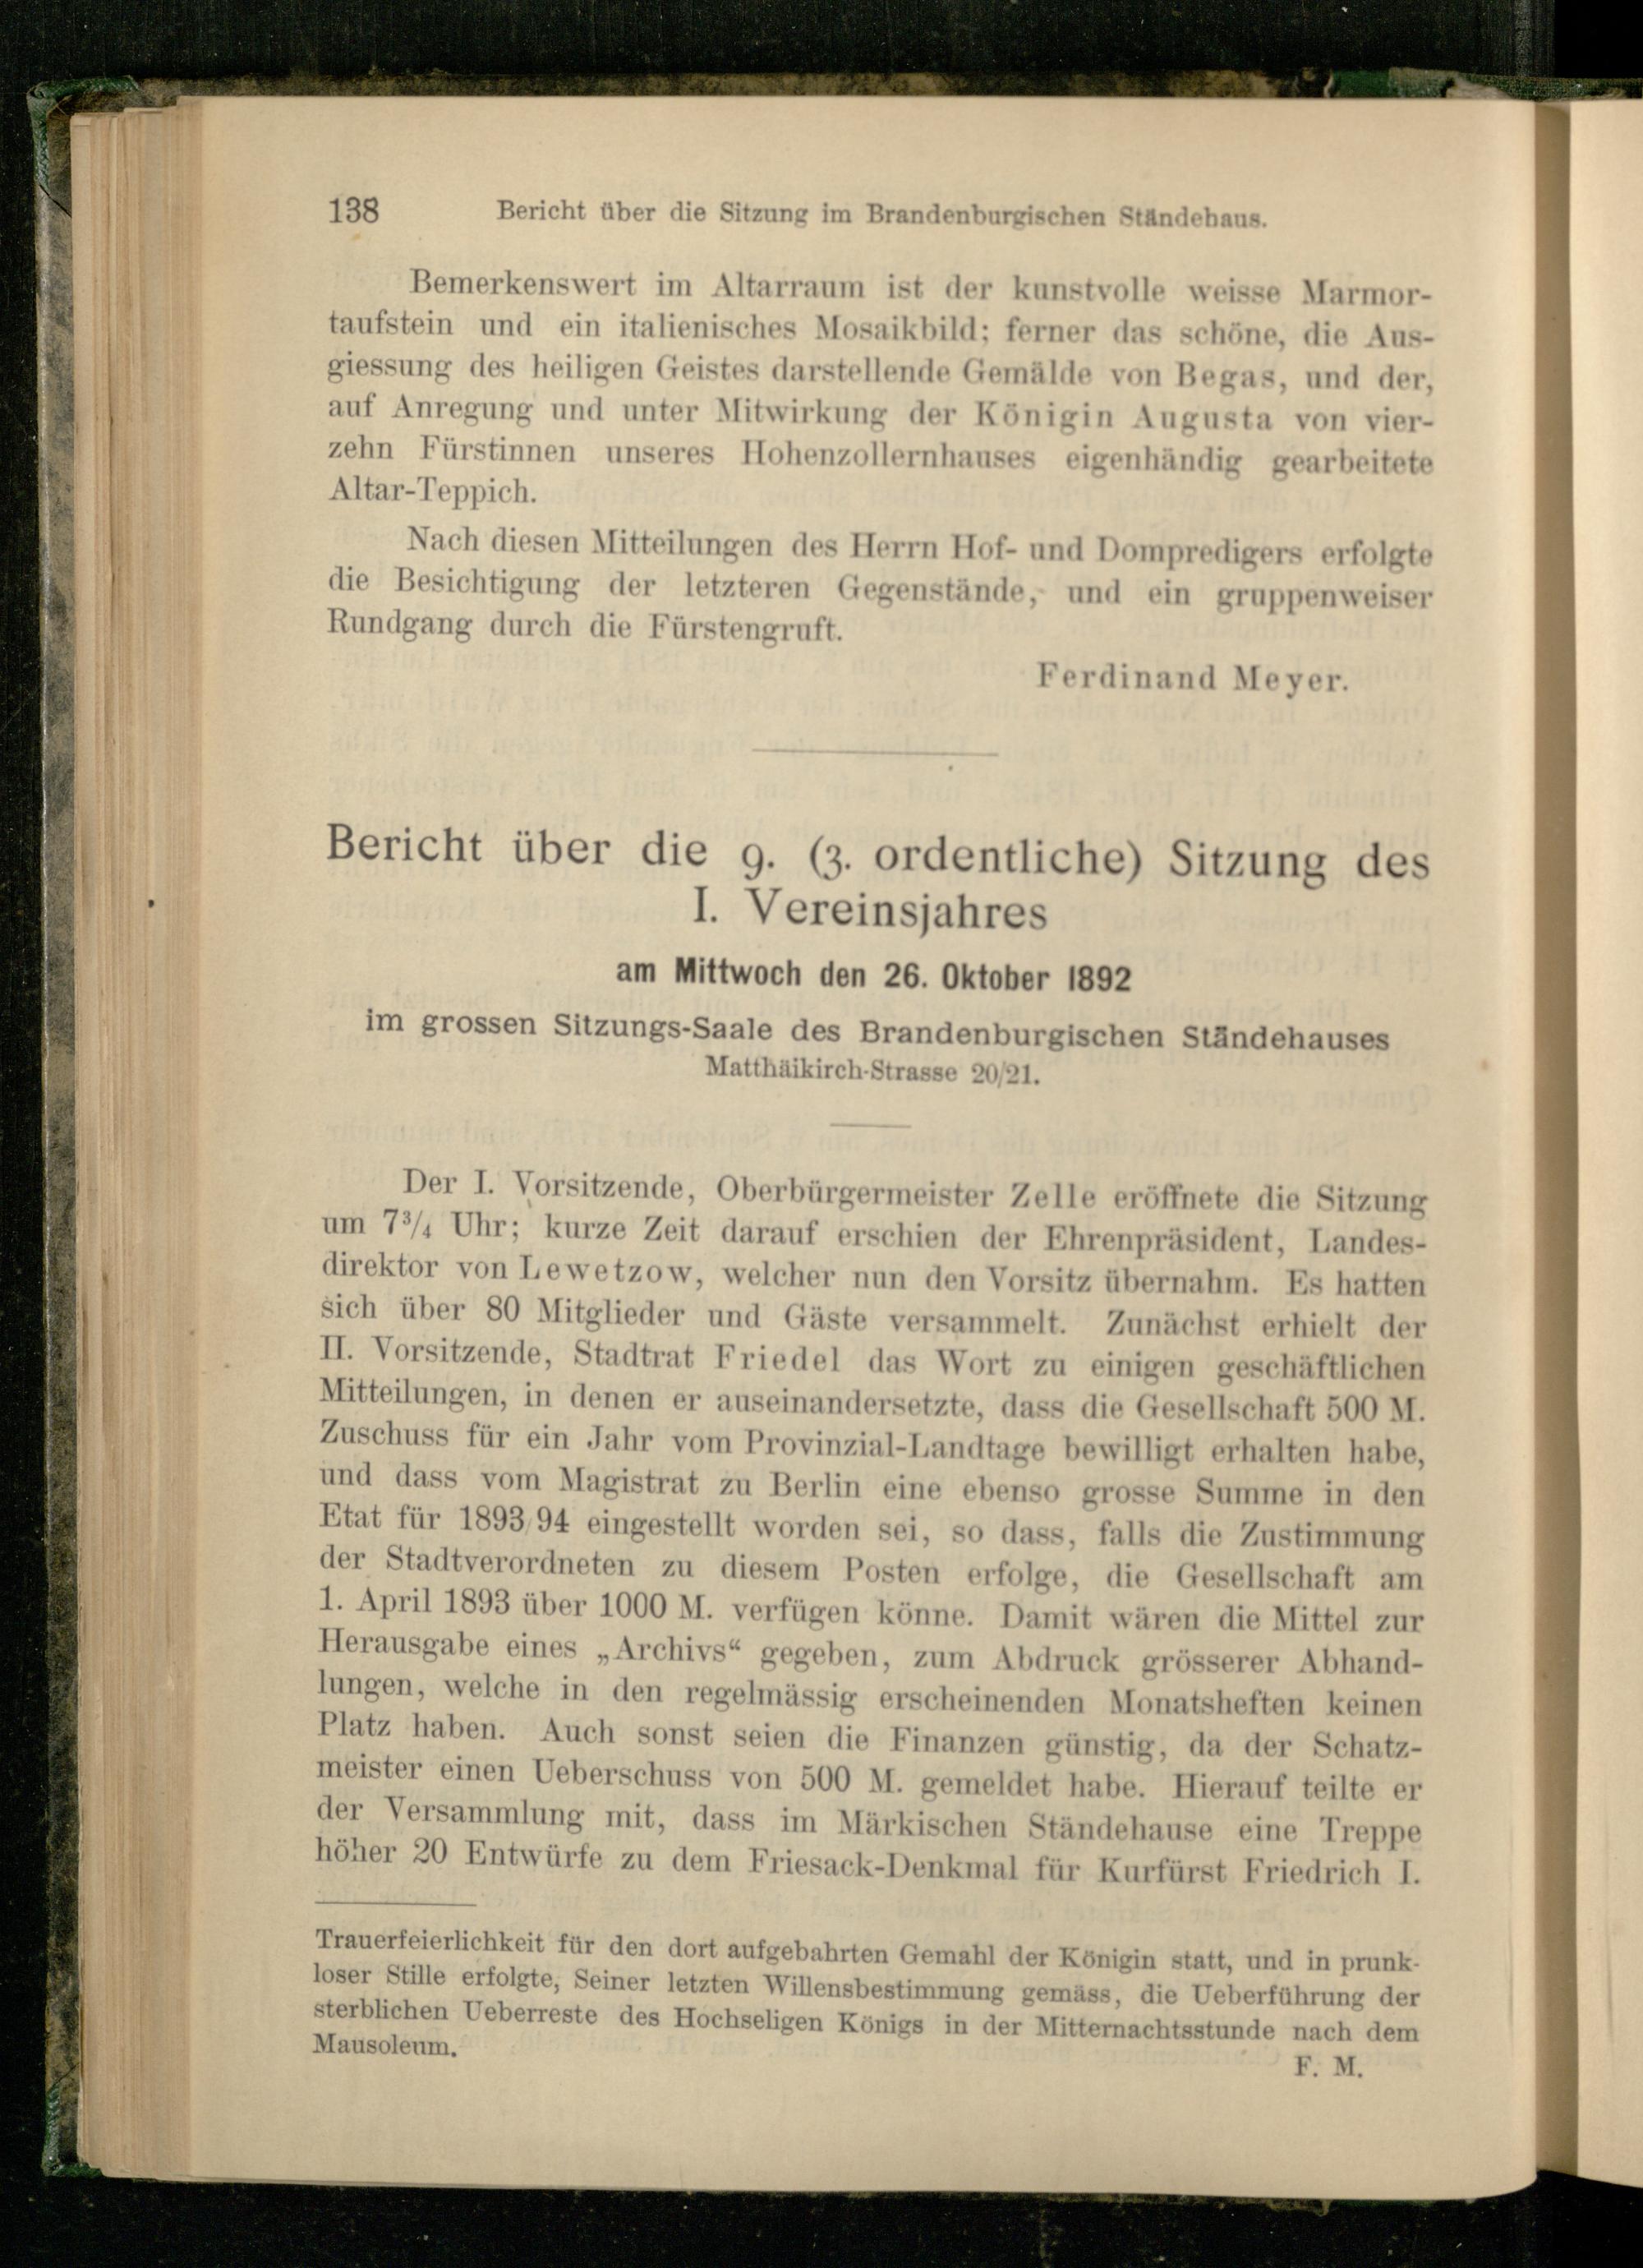 138 Bericht über die Sitzung im Brandenburgischen Ständehaus.
Bemerkenswert im Altarraum ist der kunstvolle weisse Marmor-
taufstein und ein italienisches Mosaikbild; ferner das schöne, die Aus-
giessung des heiligen Geistes darstellende Gemälde von Begas, und der,
auf Anregung und unter Mitwirkung der Königin Augusta von vier-
zehn Fürstinnen unseres Hohenzollernhauses eigenhändig gearbeitete
Altar-Teppich.
Nach diesen Mitteilungen des Herrn Hof- und Dompredigers erfolgte
die Besichtigung der letzteren Gegenstände, und ein gruppenweiser
Rundgang durch die Fürstengruft.
Ferdinand Meyer.
Bericht über die 9. (3. ordentliche) Sitzung des
I. Vereinsjahres
am Mittwoch den 26. Oktober 1892
im grossen Sitzungs-Saale des Brandenburgischen Ständehauses
Matthäikirch-Strasse 20/21.
Der I. Vorsitzende, Oberbürgermeister Zelle eröffnete die Sitzung
um 7¾ Uhr; kurze Zeit darauf erschien der Ehrenpräsident, Landes-
direktor von Lewetzow, welcher nun den Vorsitz übernahm. Es hatten
sich über 80 Mitglieder und Gäste versammelt. Zunächst erhielt der
II. Vorsitzende, Stadtrat Friedel das Wort zu einigen geschäftlichen
Mitteilungen, in denen er auseinandersetzte, dass die Gesellschaft 500 M.
Zuschuss für ein Jahr vom Provinzial-Landtage bewilligt erhalten habe,
und dass vom Magistrat zu Berlin eine ebenso grosse Summe in den
Etat für 1893/94 eingestellt worden sei, so dass, falls die Zustimmung
der Stadtverordneten zu diesem Posten erfolge, die Gesellschaft am
1. April 1893 über 1000 M. verfügen könne. Damit wären die Mittel zur
Herausgabe eines „Archivs“ gegeben, zum Abdruck grösserer Abhand-
lungen, welche in den regelmässig erscheinenden Monatsheften keinen
Platz haben. Auch sonst seien die Finanzen günstig, da der Schatz-
meister einen Ueberschuss von 500 M. gemeldet habe. Hierauf teilte er
der Versammlung mit, dass im Märkischen Ständehause eine Treppe
höher 20 Entwürfe zu dem Friesack-Denkmal für Kurfürst Friedrich I.
Trauerfeierlichkeit für den dort aufgebahrten Gemahl der Königin statt, und in prunk-
loser Stille erfolgte, Seiner letzten Willensbestimmung gemäss, die Ueberführung der
sterblichen Ueberreste des Hochseligen Königs in der Mitternachtsstunde nach dem
Mausoleum.
F. M.